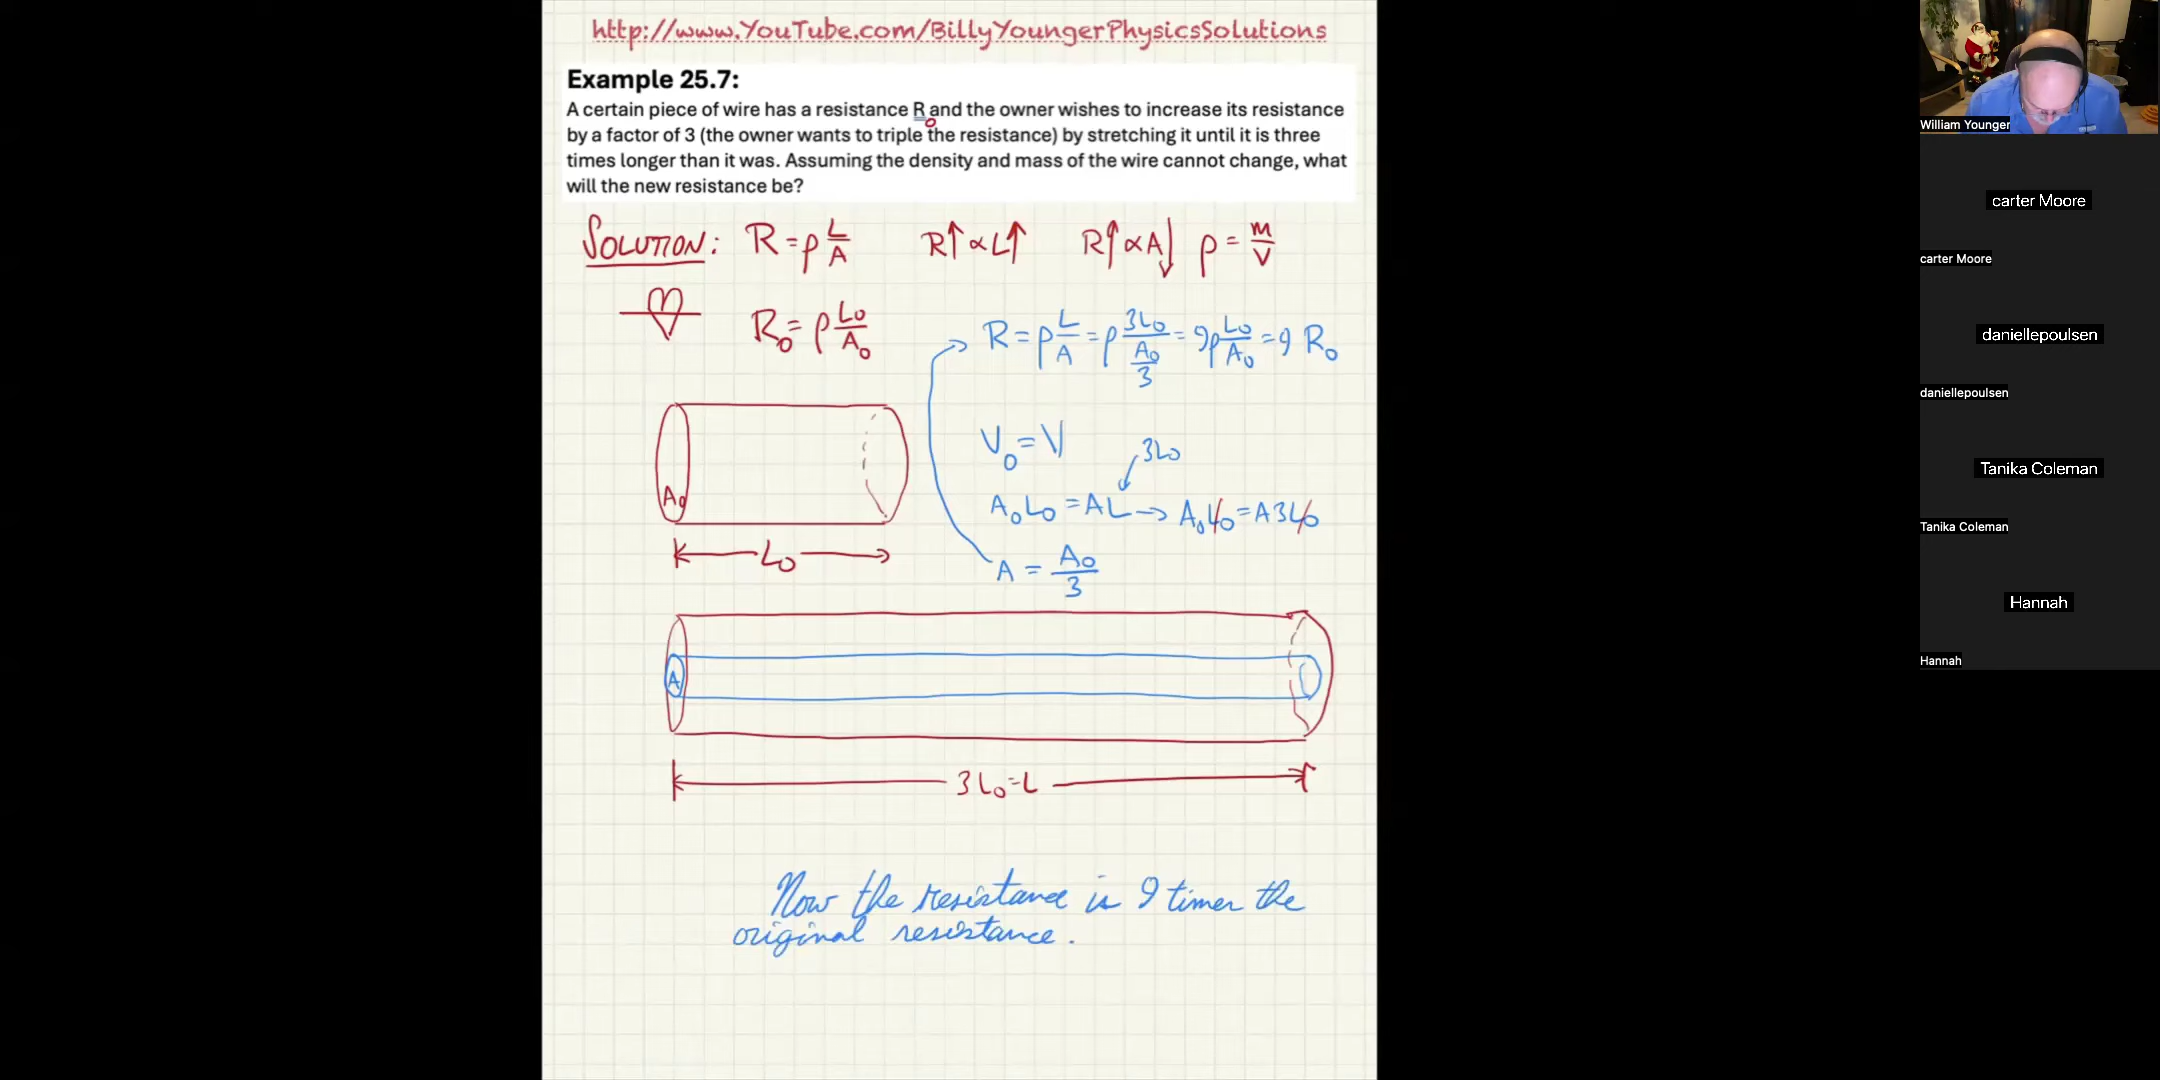 http://www.YouTube.com/BillyYoungerPhysicsSolutions
Example 25.7:
A certain piece of wire has a resistance R₀ and the owner wishes to increase its resistance
by a factor of 3 (the owner wants to triple the resistance) by stretching it until it is three
times longer than it was. Assuming the density and mass of the wire cannot change, what
will the new resistance be?
SOLUTION: R = ρ L/A R↑ ∝ L↑ R↑ ∝ A↓ ρ = m/V
R₀ = ρ L₀/A₀
R = ρ L/A = ρ 3L₀/(A₀/3) = 9ρ L₀/A₀ = 9 R₀
V₀ = V
3L₀
A₀L₀ = AL → A₀L₀ = A3L₀
A = A₀/3
A₀
L₀
A
3L₀ = L
Now the resistance is 9 times the
original resistance.
William Younger
carter Moore
carter Moore
daniellepoulsen
daniellepoulsen
Tanika Coleman
Tanika Coleman
Hannah
Hannah